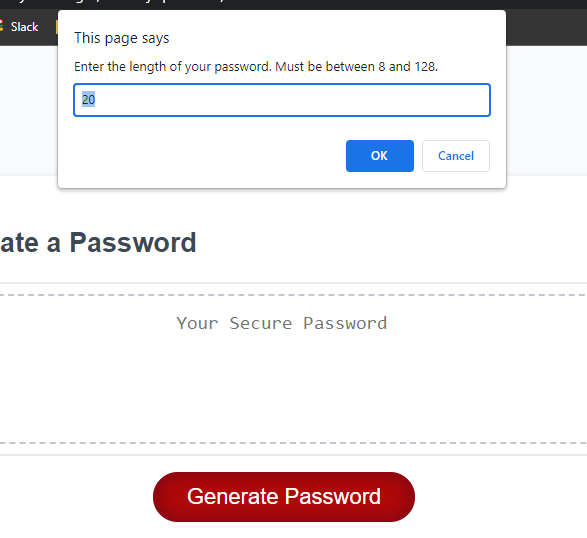 Slack
This page says
Enter the length of your password. Must be between 8 and 128.
20
OK
Cancel
ate a Password
Your Secure Password
Generate Password